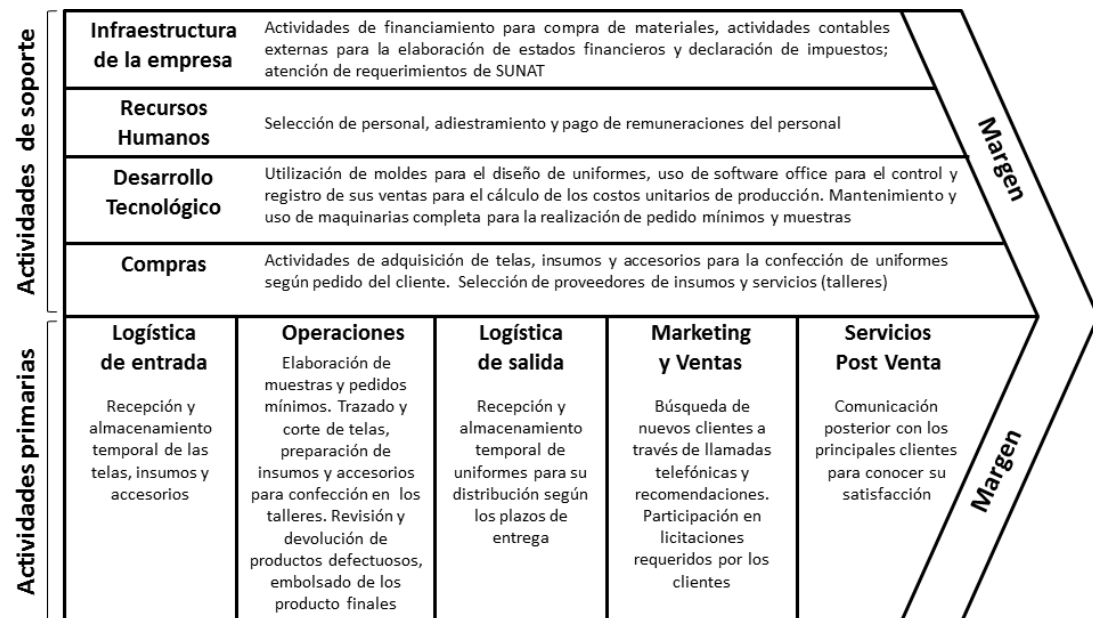 Actividades de soporte
Infraestructura
de la empresa
Actividades de financiamiento para compra de materiales, actividades contables
externas para la elaboración de estados financieros y declaración de impuestos;
atención de requerimientos de SUNAT
Recursos
Humanos
Selección de personal, adiestramiento y pago de remuneraciones del personal
Desarrollo
Tecnológico
Utilización de moldes para el diseño de uniformes, uso de software office para el control y
registro de sus ventas para el cálculo de los costos unitarios de producción. Mantenimiento y
uso de maquinarias completa para la realización de pedido mínimos y muestras
Compras
Actividades de adquisición de telas, insumos y accesorios para la confección de uniformes
según pedido del cliente. Selección de proveedores de insumos y servicios (talleres)
Margen
Actividades primarias
Logística
de entrada
Recepción y
almacenamiento
temporal de las
telas, insumos y
accesorios
Operaciones
Elaboración de
muestras y pedidos
mínimos. Trazado y
corte de telas,
preparación de
insumos y accesorios
para confección en los
talleres. Revisión y
devolución de
productos defectuosos,
embolsado de los
producto finales
Logística
de salida
Recepción y
almacenamiento
temporal de
uniformes para su
distribución según
los plazos de
entrega
Marketing
y Ventas
Búsqueda de
nuevos clientes a
través de llamadas
telefónicas y
recomendaciones.
Participación en
licitaciones
requeridos por los
clientes
Servicios
Post Venta
Comunicación
posterior con los
principales clientes
para conocer su
satisfacción
Margen